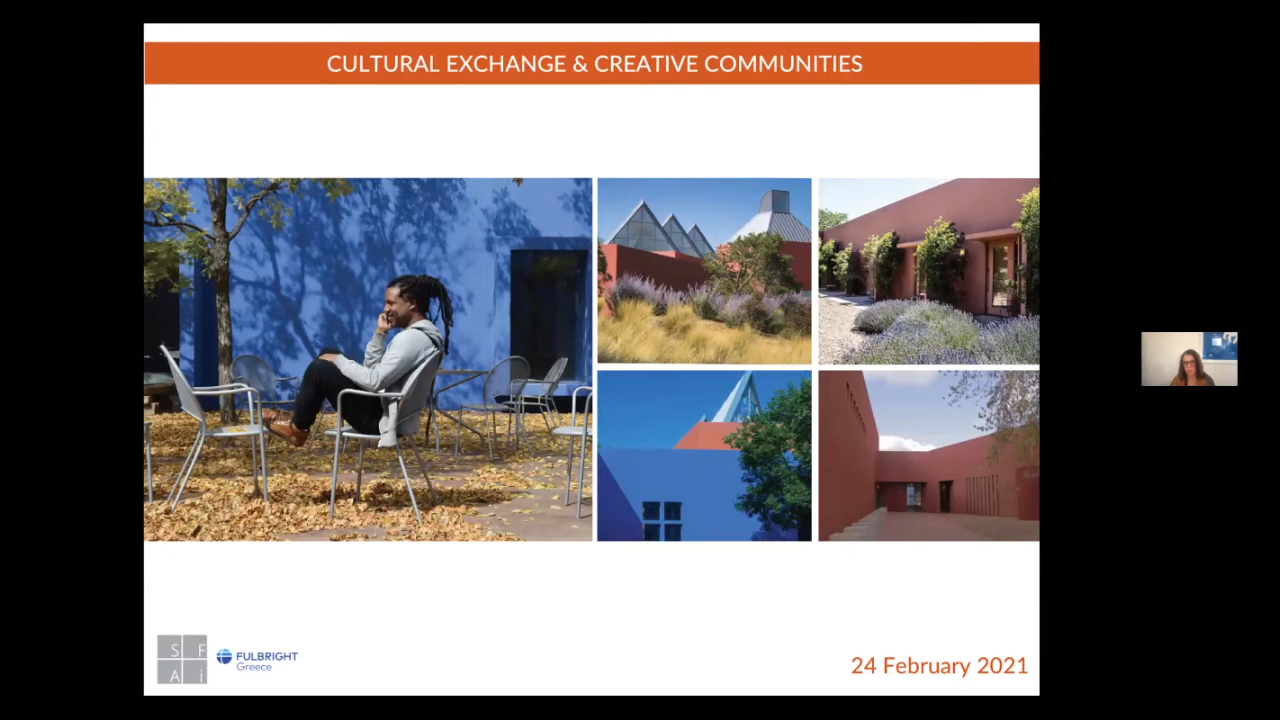 CULTURAL EXCHANGE & CREATIVE COMMUNITIES
S F
A i
FULBRIGHT
Greece
24 February 2021